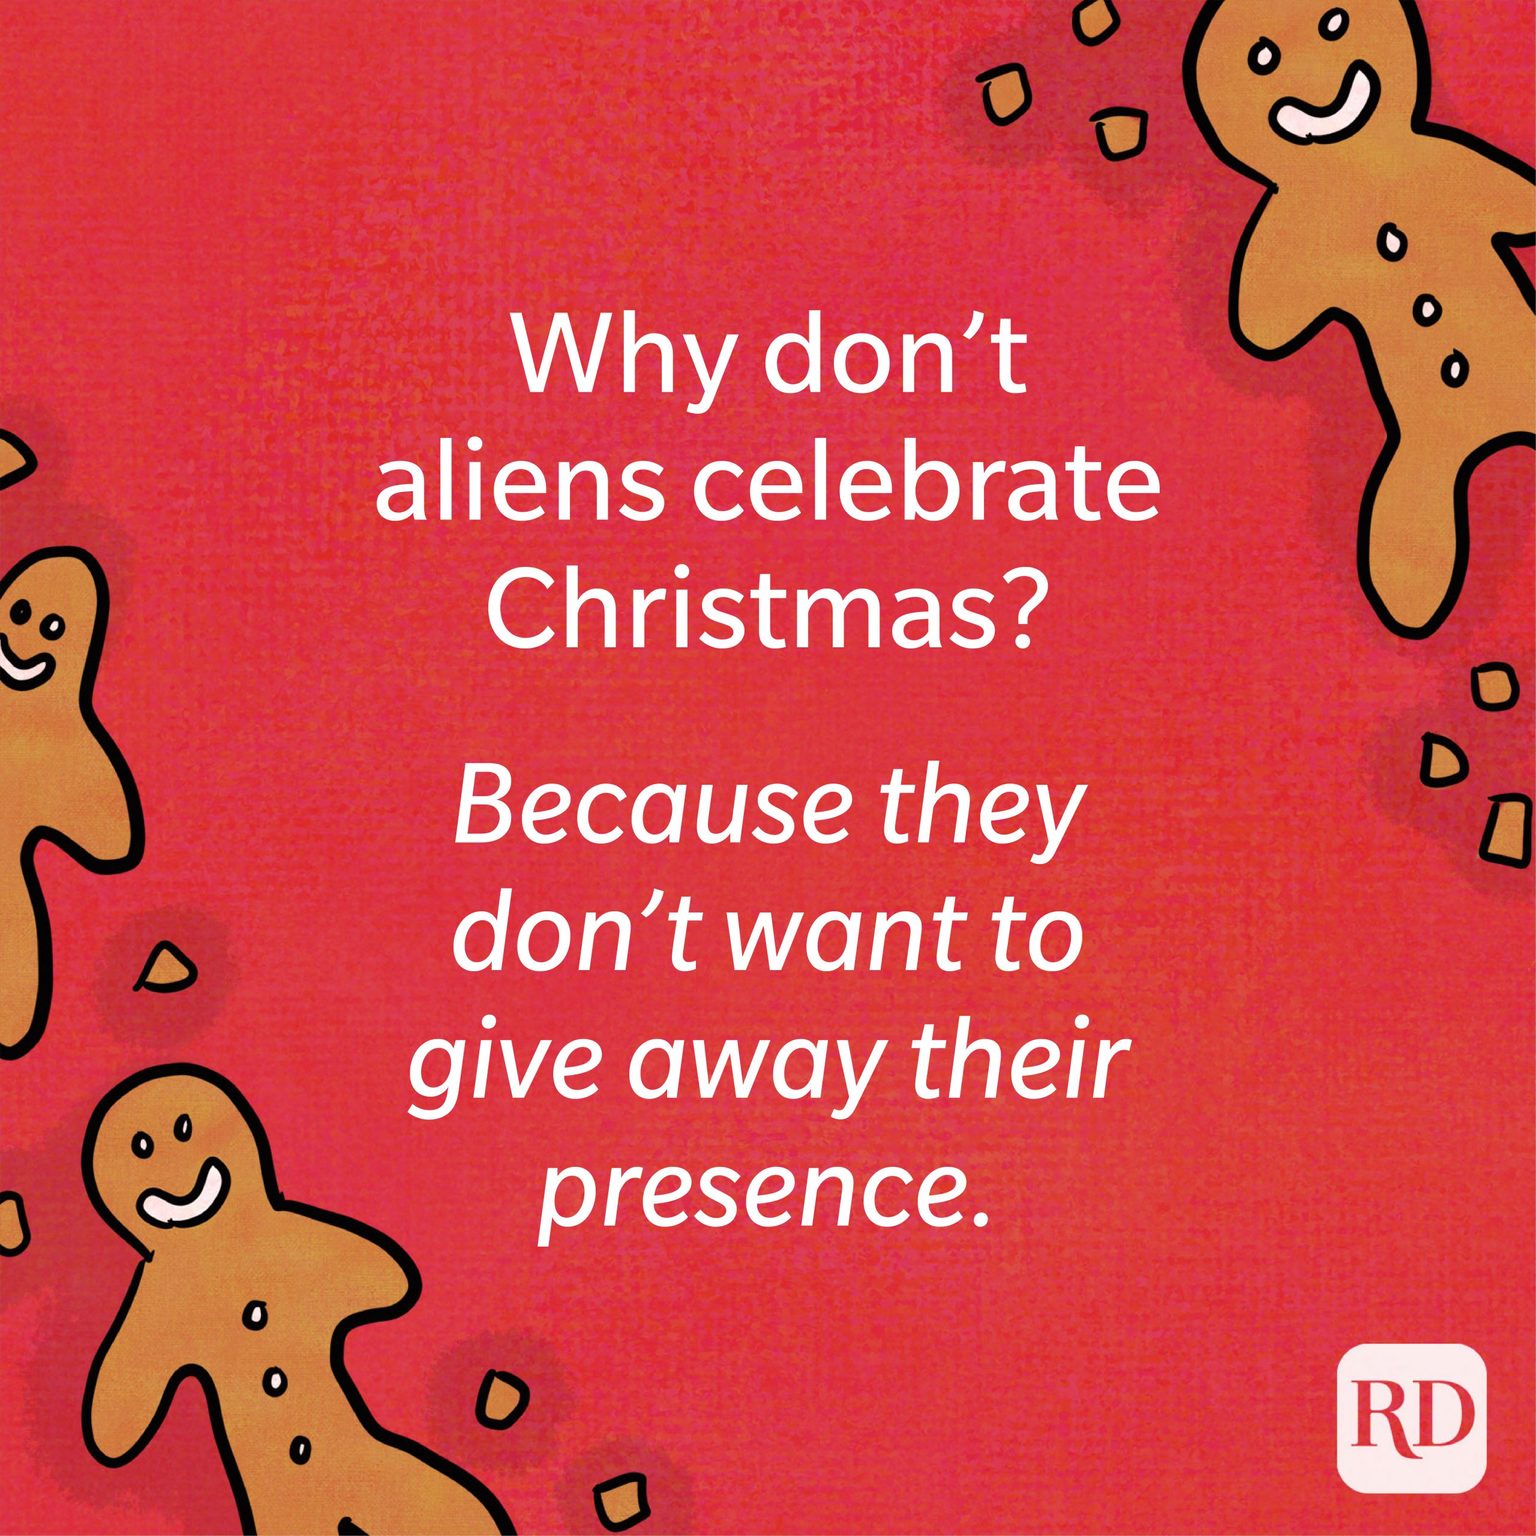 Why don’t
aliens celebrate
Christmas?
Because they
don’t want to
give away their
presence.
RD